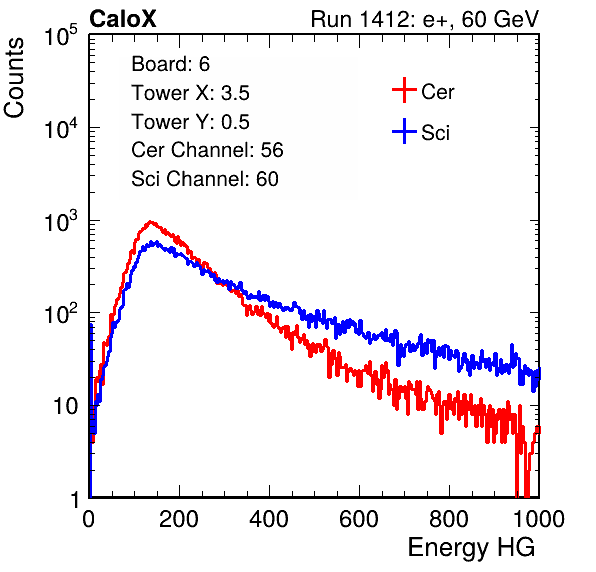 CaloX Run 1412: e+, 60 GeV
Counts
10^5
10^4
10^3
10^2
10
1
Board: 6
Tower X: 3.5
Tower Y: 0.5
Cer Channel: 56
Sci Channel: 60
Cer
Sci
0 200 400 600 800 1000
Energy HG